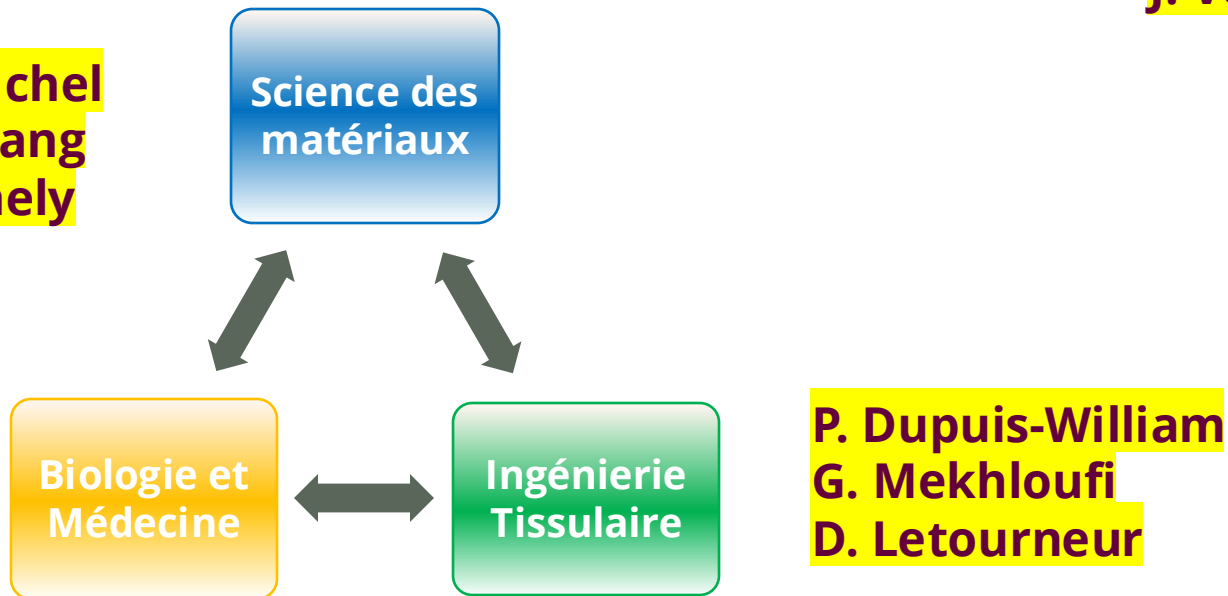 Science des
matériaux
Biologie et
Médecine
Ingénierie
Tissulaire
P. Dupuis-William
G. Mekhloufi
D. Letourneur